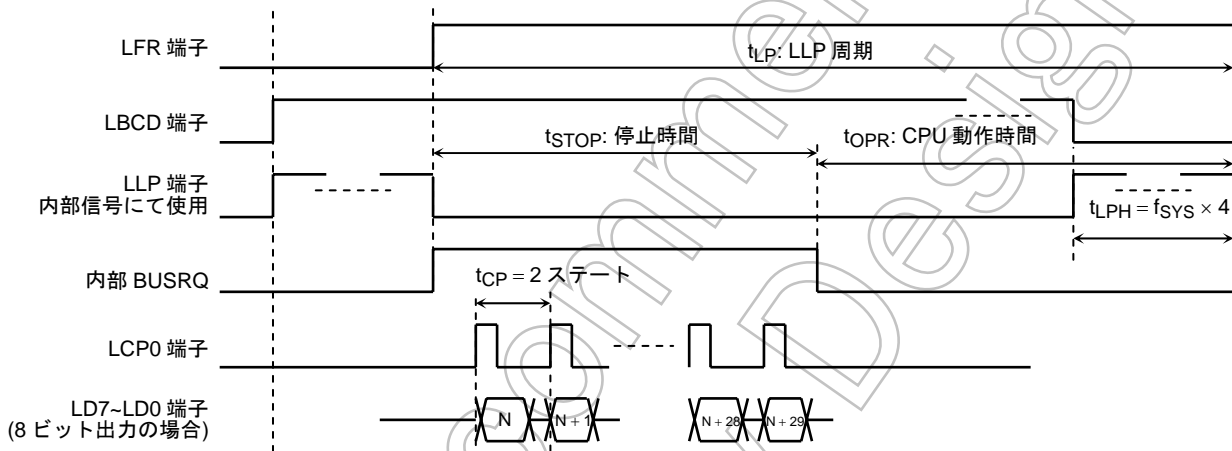 LFR 端子
tLP: LLP 周期
LBCD 端子
tSTOP: 停止時間
tOPR: CPU 動作時間
LLP 端子
内部信号にて使用
tLPH = fSYS × 4
内部 BUSRQ
tCP = 2 ステート
LCP0 端子
LD7~LD0 端子
(8 ビット出力の場合)
N
N + 1
N + 28
N + 29